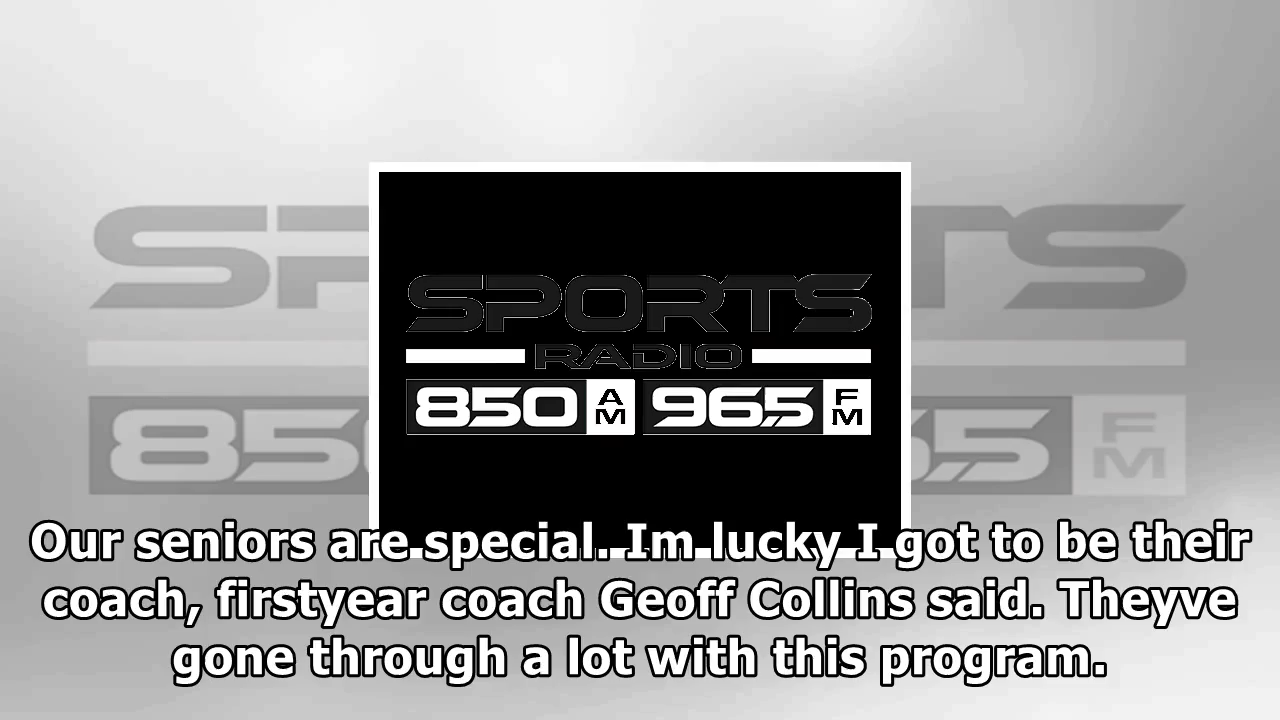 SPORTS
RADIO
850 AM 96.5 FM
Our seniors are special. Im lucky I got to be their
coach, firstyear coach Geoff Collins said. Theyve
gone through a lot with this program.